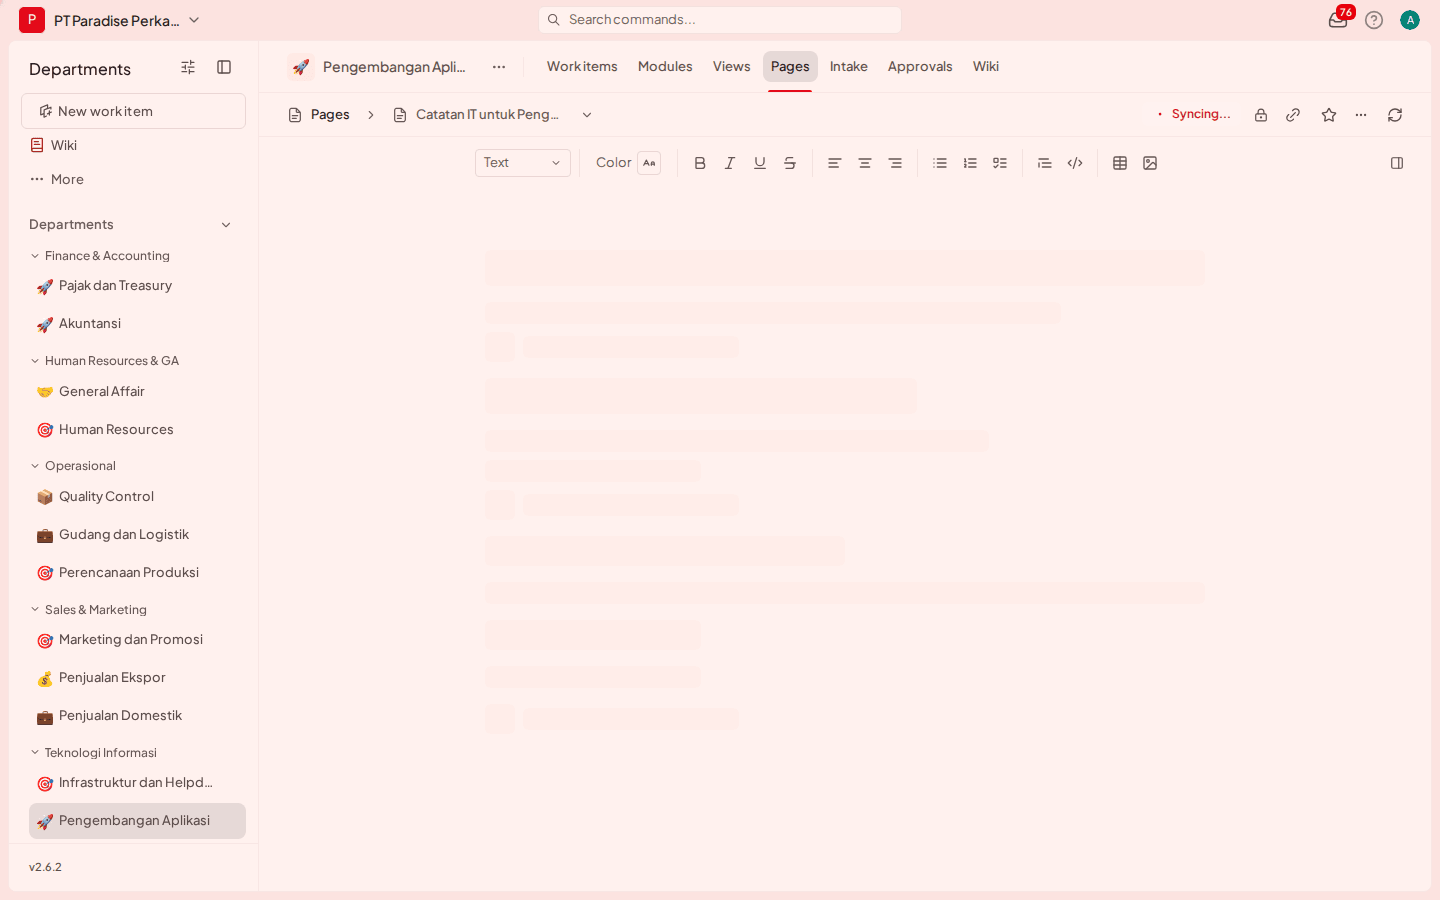 P PT Paradise Perka...
Search commands...
76
A
Departments
New work item
Wiki
More
Departments
Finance & Accounting
Pajak dan Treasury
Akuntansi
Human Resources & GA
General Affair
Human Resources
Operasional
Quality Control
Gudang dan Logistik
Perencanaan Produksi
Sales & Marketing
Marketing dan Promosi
Penjualan Ekspor
Penjualan Domestik
Teknologi Informasi
Infrastruktur dan Helpd...
Pengembangan Aplikasi
v2.6.2
Pengembangan Apli...
Work items Modules Views Pages Intake Approvals Wiki
Pages Catatan IT untuk Peng...
Syncing...
Text Color Aa B I U S